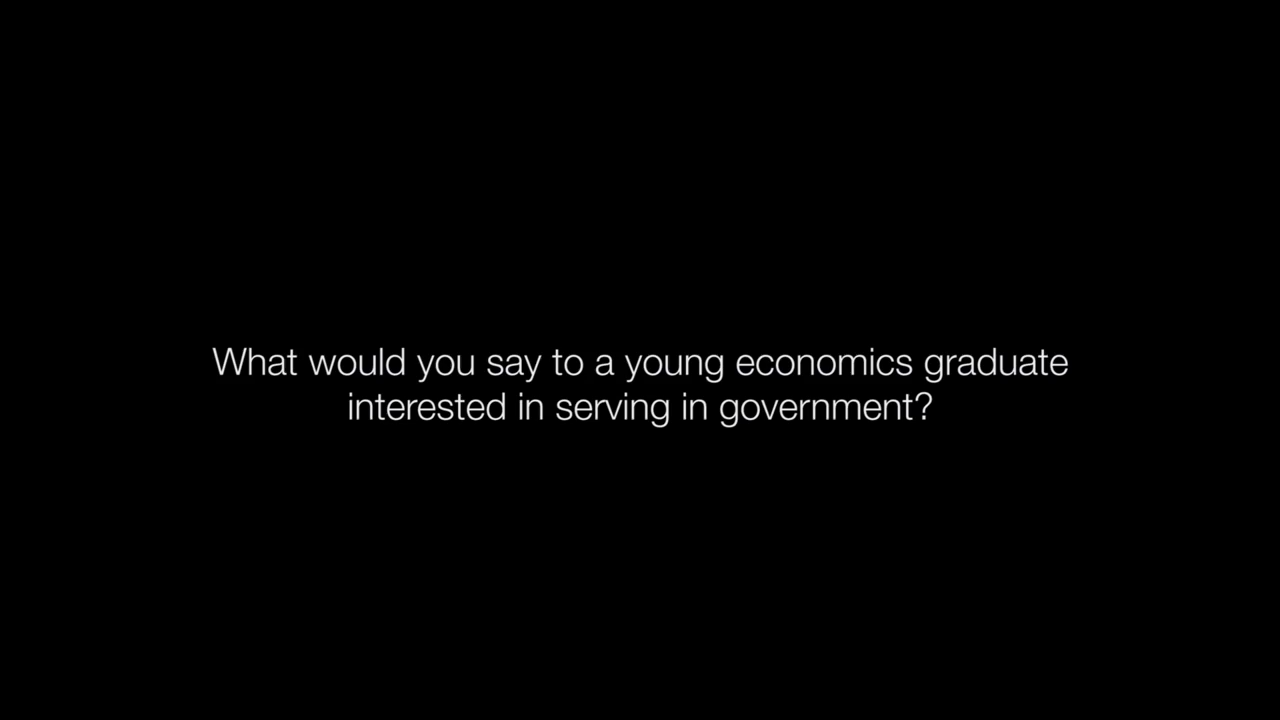 What would you say to a young economics graduate
interested in serving in government?